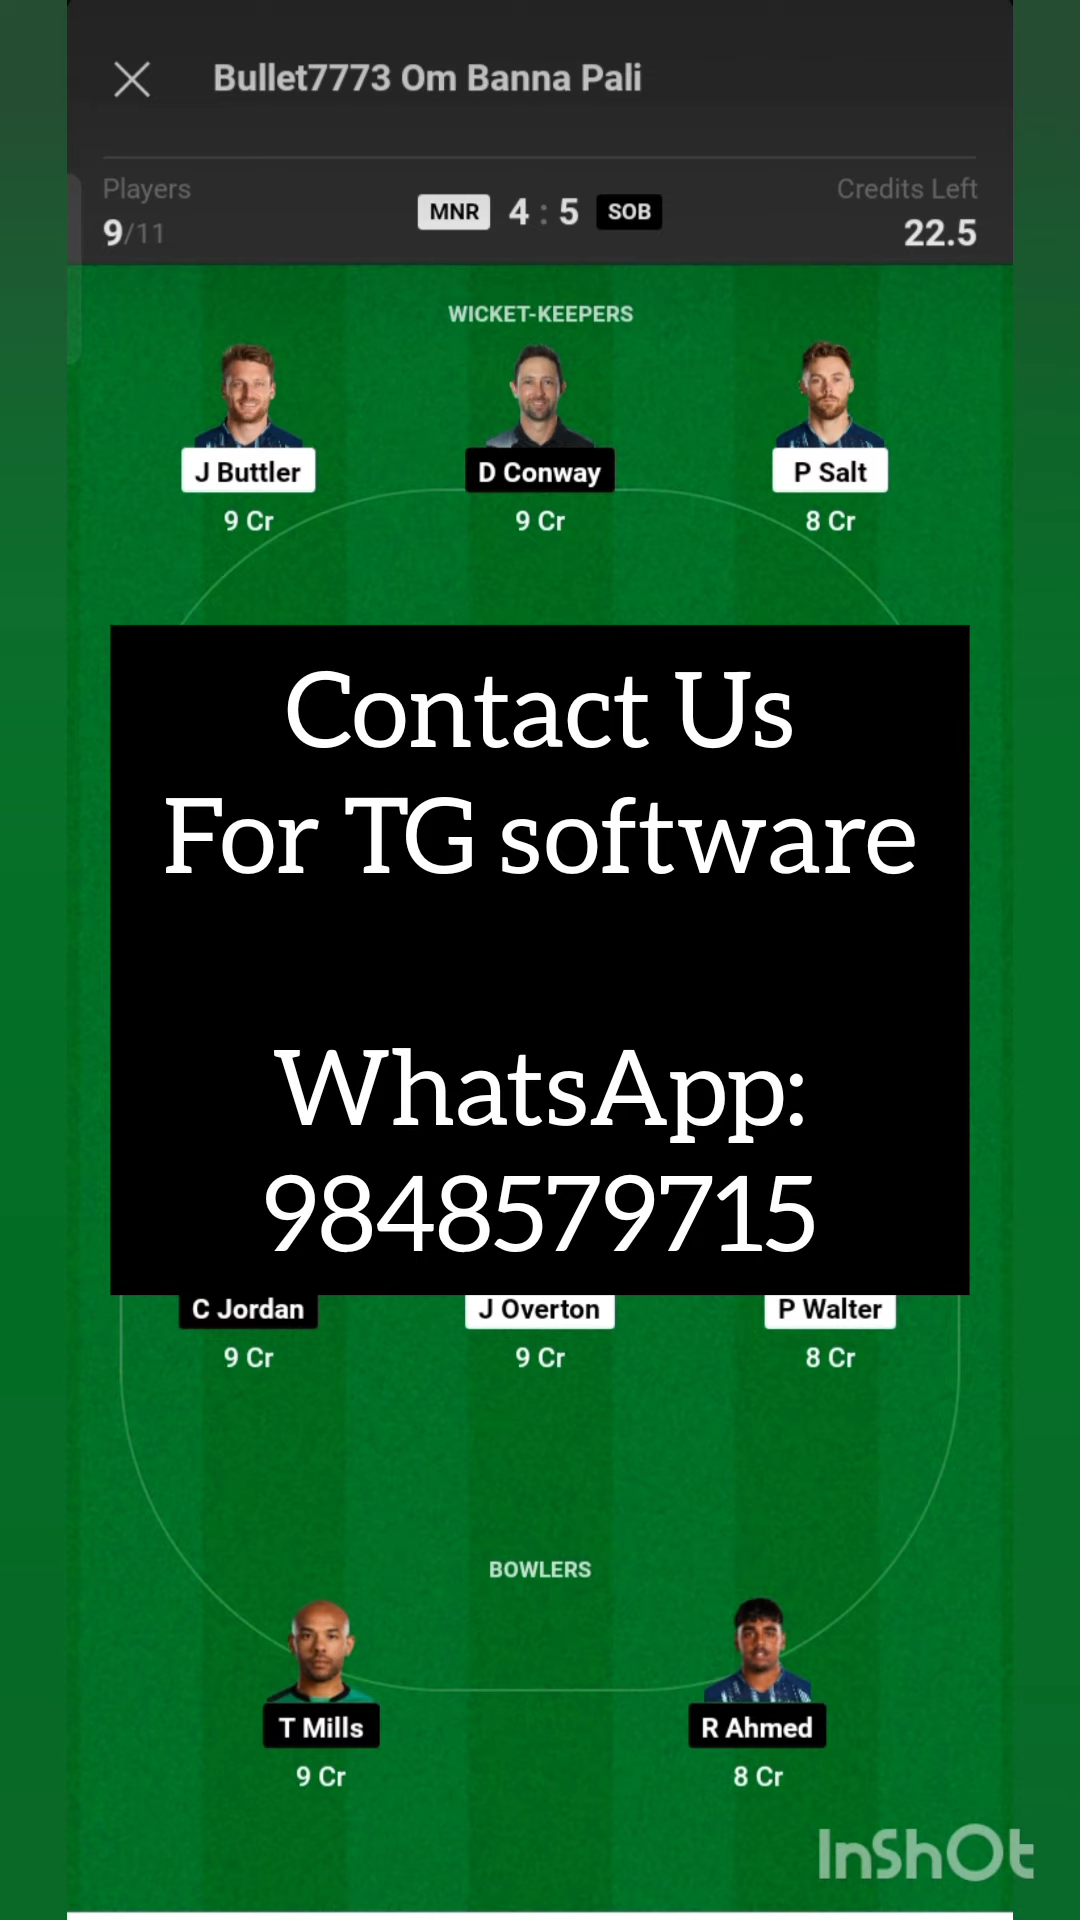 Bullet7773 Om Banna Pali
Players
Credits Left
9/11
MNR 4 : 5 SOB
22.5
WICKET-KEEPERS
J Buttler
D Conway
P Salt
9 Cr
9 Cr
8 Cr
Contact Us
For TG software
WhatsApp:
9848579715
C Jordan
J Overton
P Walter
9 Cr
9 Cr
8 Cr
BOWLERS
T Mills
R Ahmed
9 Cr
8 Cr
InShOt